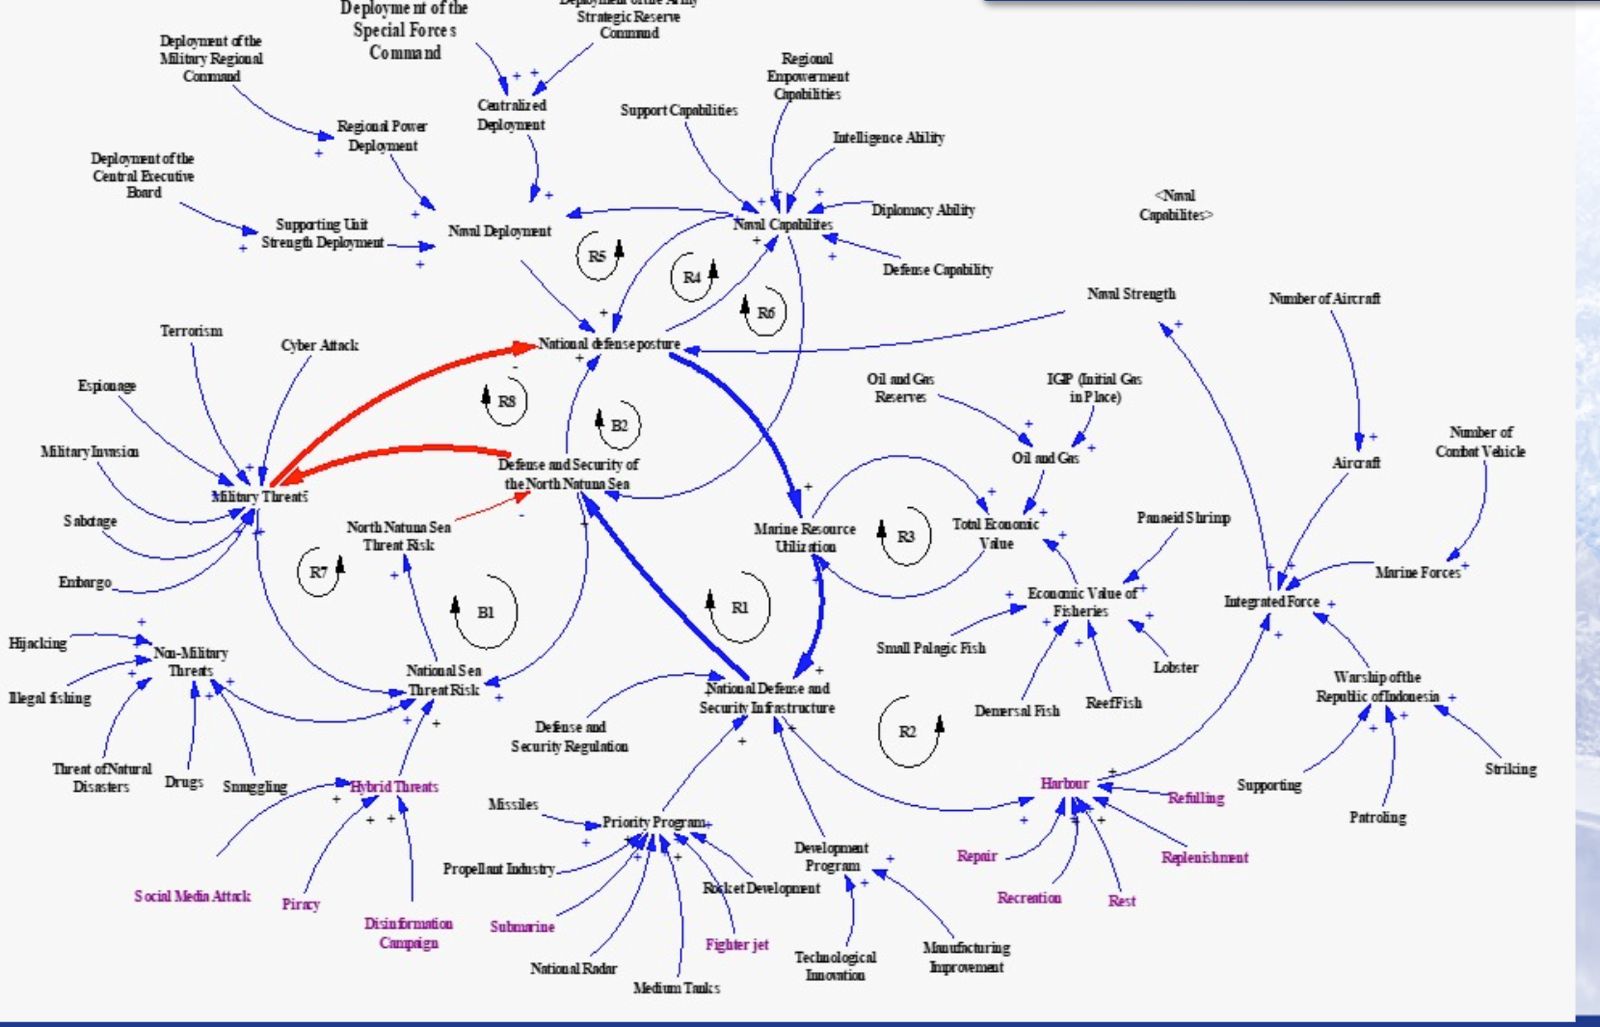 Deployment of the
Special Forces
Command
Deployment of the Army
Strategic Reserve
Command
Deployment of the
Military Regional
Command
Regional
Empowerment
Capabilities
Centralized
Deployment
Support Capabilities
Regional Power
Deployment
Intelligence Ability
Deployment of the
Central Executive
Board
<Naval
Capabilites>
Supporting Unit
Strength Deployment
Naval Deployment
Naval Capabilites
Diplomacy Ability
R5
R4
Defense Capability
R6
Naval Strength
Number of Aircraft
Terrorism
Cyber Attack
National defense posture
Espionage
R8
B2
Oil and Gas
Reserves
IGIP (Initial Gas
in Place)
Number of
Combat Vehicle
Military Invasion
Oil and Gas
Aircraft
Military Threats
Defense and Security of
the North Natuna Sea
Sabotage
North Natuna Sea
Threat Risk
Marine Resource
Utilization
R3
Total Economic
Value
Panaeid Shrimp
Embargo
R7
B1
R1
Economic Value of
Fisheries
Integrated Force
Marine Forces
Hijacking
Non-Military
Threats
Small Palagic Fish
Lobster
Illegal fishing
National Sea
Threat Risk
National Defense and
Security Infrastructure
Demersal Fish
Reef Fish
Warship of the
Republic of Indonesia
Defense and
Security Regulation
R2
Threat of Natural
Disasters
Drugs
Smuggling
Hybrid Threats
Harbour
Refulling
Supporting
Striking
Missiles
Priority Program
Patroling
Propellant Industry
Development
Program
Repair
Replenishment
Social Media Attack
Piracy
Rocket Development
Recreation
Rest
Disinformation
Campaign
Submarine
Fighter jet
National Radar
Medium Tanks
Technological
Innovation
Manufacturing
Improvement